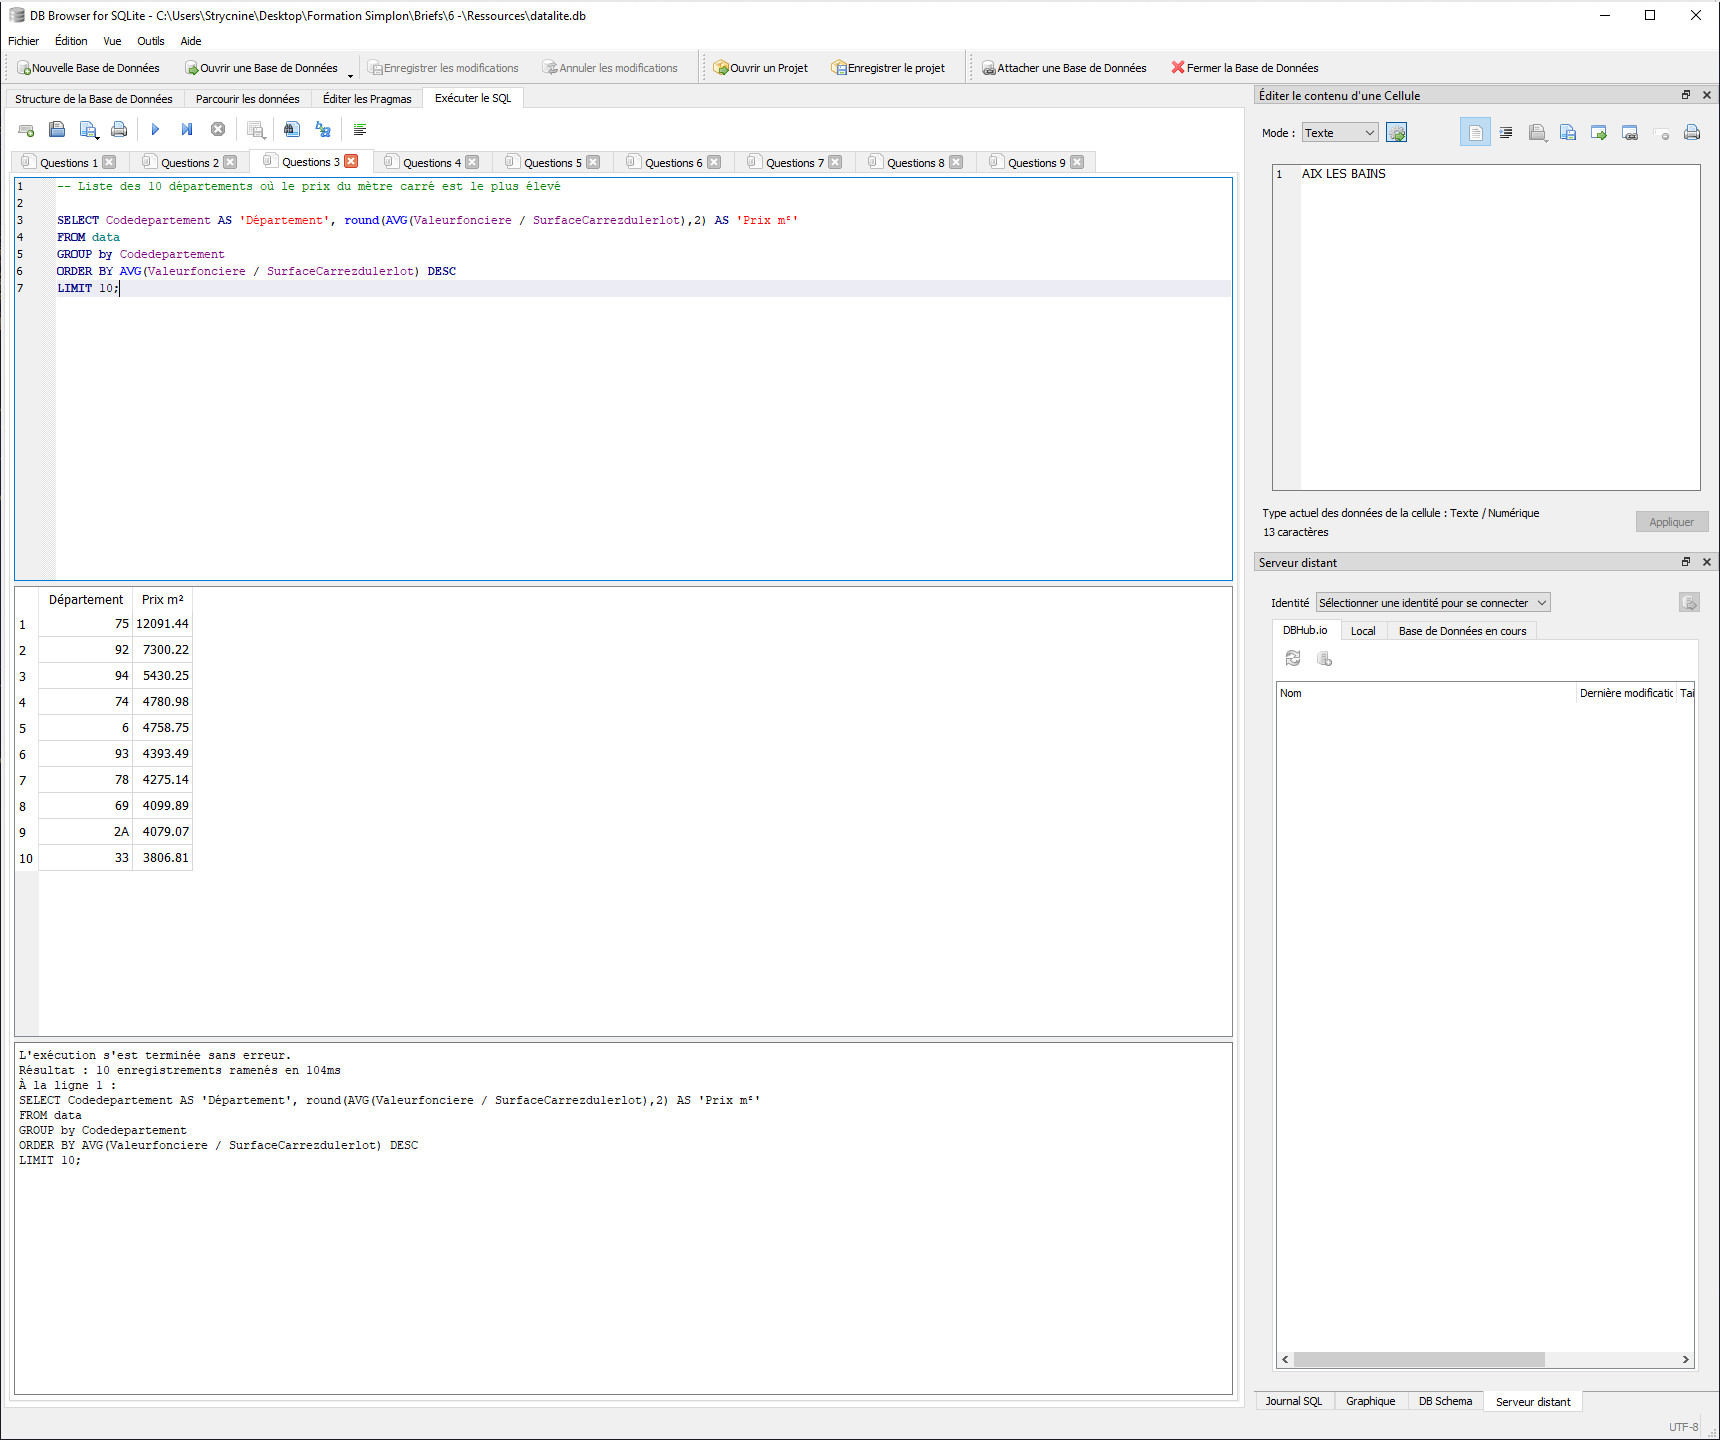 DB Browser for SQLite - C:\Users\Strycnine\Desktop\Formation Simplon\Briefs\6 -\Ressources\datalite.db
Fichier Édition Vue Outils Aide
Nouvelle Base de Données Ouvrir une Base de Données Enregistrer les modifications Annuler les modifications Ouvrir un Projet Enregistrer le projet Attacher une Base de Données Fermer la Base de Données
Structure de la Base de Données Parcourir les données Éditer les Pragmas Exécuter le SQL
Questions 1 Questions 2 Questions 3 Questions 4 Questions 5 Questions 6 Questions 7 Questions 8 Questions 9
1 -- Liste des 10 départements où le prix du mètre carré est le plus élevé
2
3 SELECT Codedepartement AS 'Département', round(AVG(Valeurfonciere / SurfaceCarrezdulerlot),2) AS 'Prix m²'
4 FROM data
5 GROUP by Codedepartement
6 ORDER BY AVG(Valeurfonciere / SurfaceCarrezdulerlot) DESC
7 LIMIT 10;
Département Prix m²
1 75 12091.44
2 92 7300.22
3 94 5430.25
4 74 4780.98
5 6 4758.75
6 93 4393.49
7 78 4275.14
8 69 4099.89
9 2A 4079.07
10 33 3806.81
L'exécution s'est terminée sans erreur.
Résultat : 10 enregistrements ramenés en 104ms
À la ligne 1 :
SELECT Codedepartement AS 'Département', round(AVG(Valeurfonciere / SurfaceCarrezdulerlot),2) AS 'Prix m²'
FROM data
GROUP by Codedepartement
ORDER BY AVG(Valeurfonciere / SurfaceCarrezdulerlot) DESC
LIMIT 10;
Éditer le contenu d'une Cellule
Mode : Texte
1 AIX LES BAINS
Type actuel des données de la cellule : Texte / Numérique
13 caractères
Appliquer
Serveur distant
Identité Sélectionner une identité pour se connecter
DBHub.io Local Base de Données en cours
Nom Dernière modificatic Tai
Journal SQL Graphique DB Schema Serveur distant
UTF-8